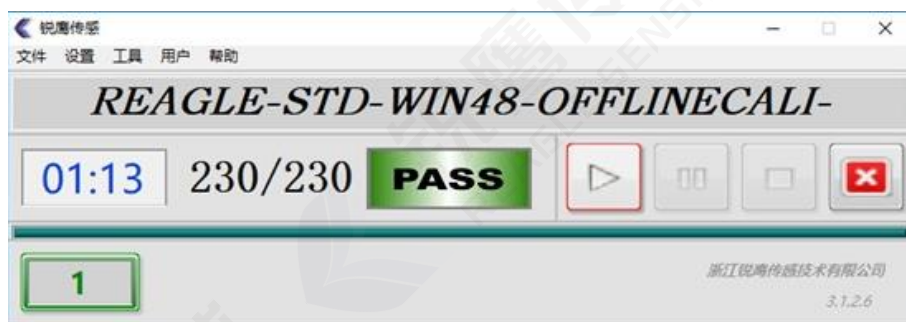 锐鹰传感
文件 设置 工具 用户 帮助
REAGLE-STD-WIN48-OFFLINECALI-
01:13 230/230 PASS
1
浙江锐鹰传感技术有限公司
3.1.2.6